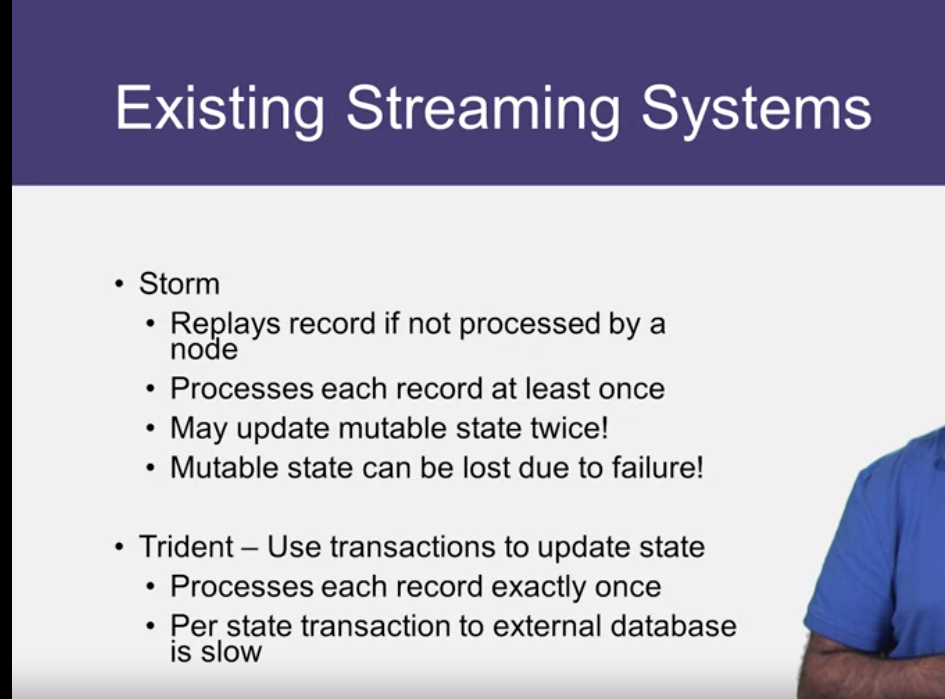 Existing Streaming Systems
• Storm
• Replays record if not processed by a
node
• Processes each record at least once
• May update mutable state twice!
• Mutable state can be lost due to failure!
• Trident – Use transactions to update state
• Processes each record exactly once
• Per state transaction to external database
is slow